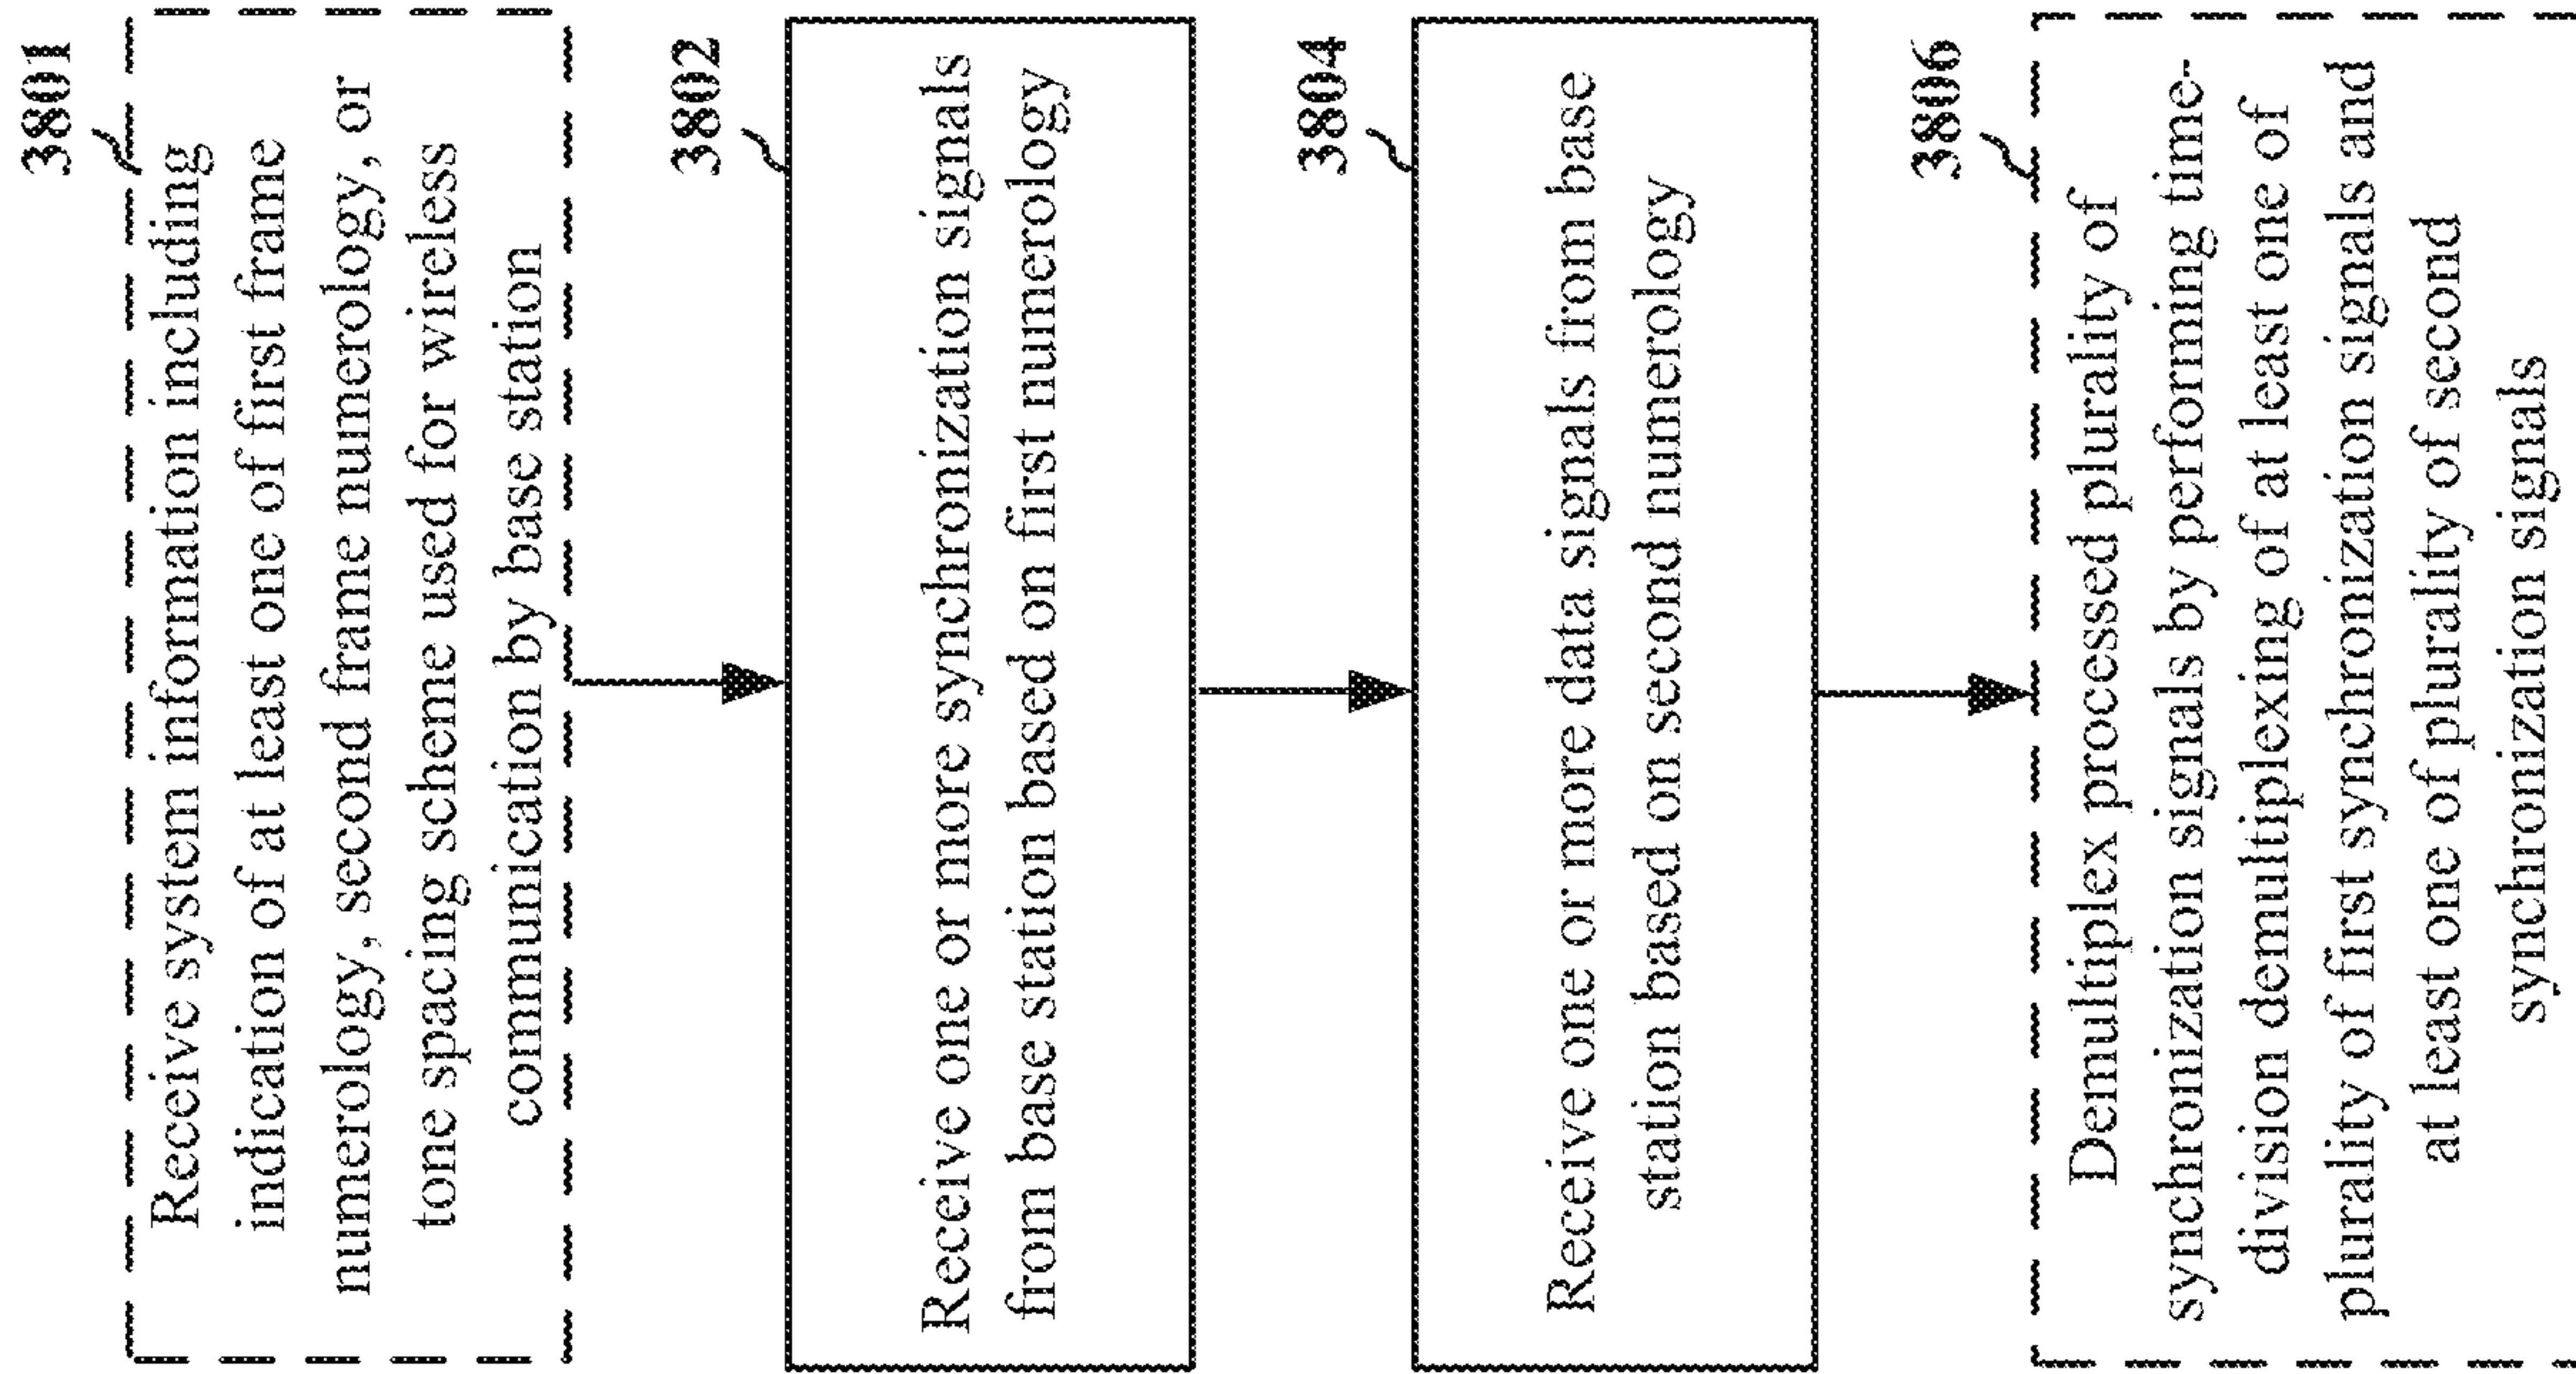 3801
Receive system information including
indication of at least one of first frame
numerology, second frame numerology, or
tone spacing scheme used for wireless
communication by base station
3802
Receive one or more synchronization signals
from base station based on first numerology
3804
Receive one or more data signals from base
station based on second numerology
3806
Demultiplex processed plurality of
synchronization signals by performing time-
division demultiplexing of at least one of
plurality of first synchronization signals and
at least one of plurality of second
synchronization signals